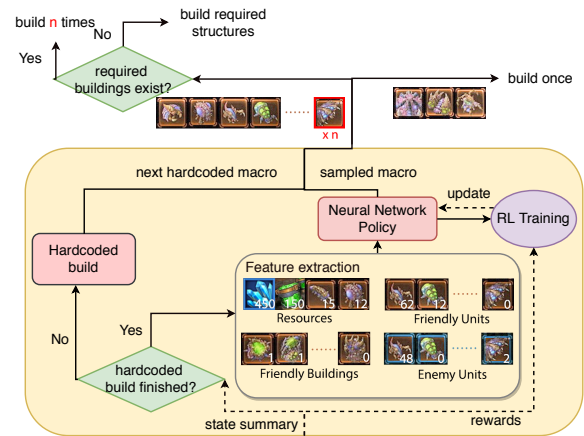 build n times
No
build required
structures
Yes
required
buildings exist?
build once
x n
next hardcoded macro
sampled macro
update
Neural Network
Policy
RL Training
Hardcoded
build
Feature extraction
450 150 15 12
62 12 0
Resources
Friendly Units
No
Yes
1 1 0
48 0 2
Friendly Buildings
Enemy Units
hardcoded
build finished?
state summary
rewards